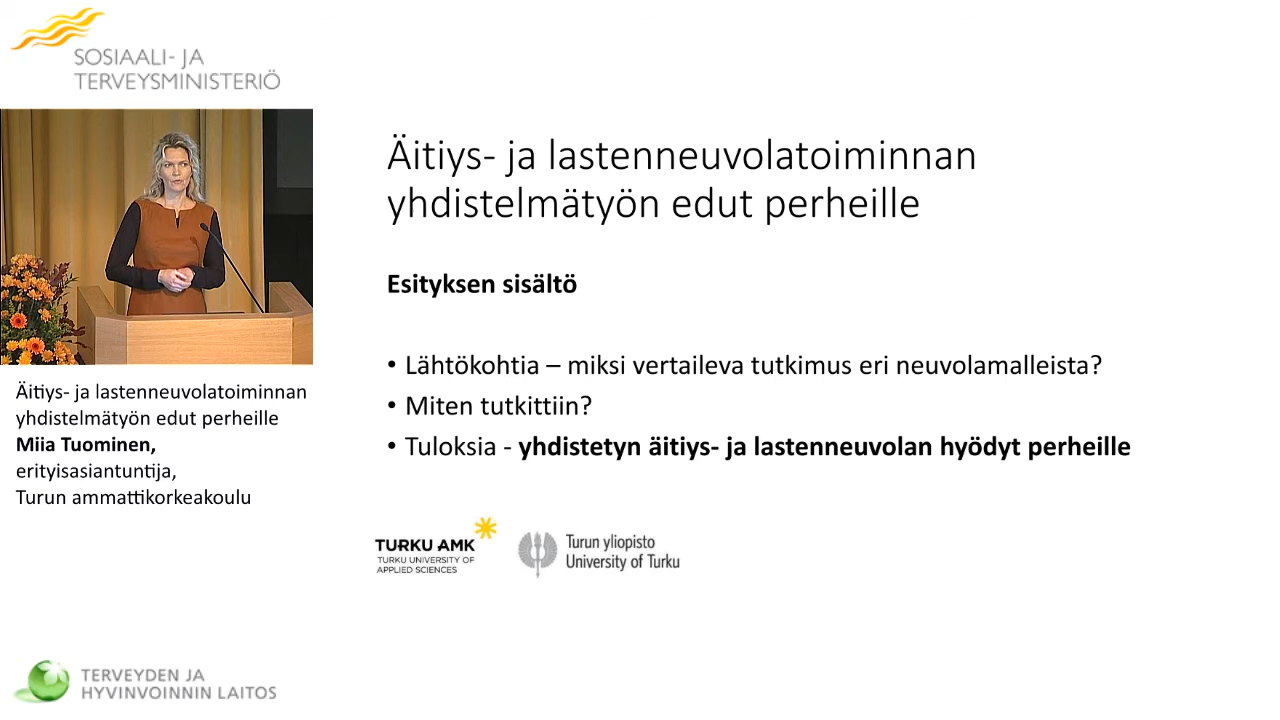 SOSIAALI- JA
TERVEYSMINISTERIÖ
Äitiys- ja lastenneuvolatoiminnan
yhdistelmätyön edut perheille
Miia Tuominen,
erityisasiantuntija,
Turun ammattikorkeakoulu
Äitiys- ja lastenneuvolatoiminnan
yhdistelmätyön edut perheille
Esityksen sisältö
• Lähtökohtia – miksi vertaileva tutkimus eri neuvolamalleista?
• Miten tutkittiin?
• Tuloksia - yhdistetyn äitiys- ja lastenneuvolan hyödyt perheille
TURKU AMK
TURKU UNIVERSITY OF
APPLIED SCIENCES
Turun yliopisto
University of Turku
TERVEYDEN JA
HYVINVOINNIN LAITOS